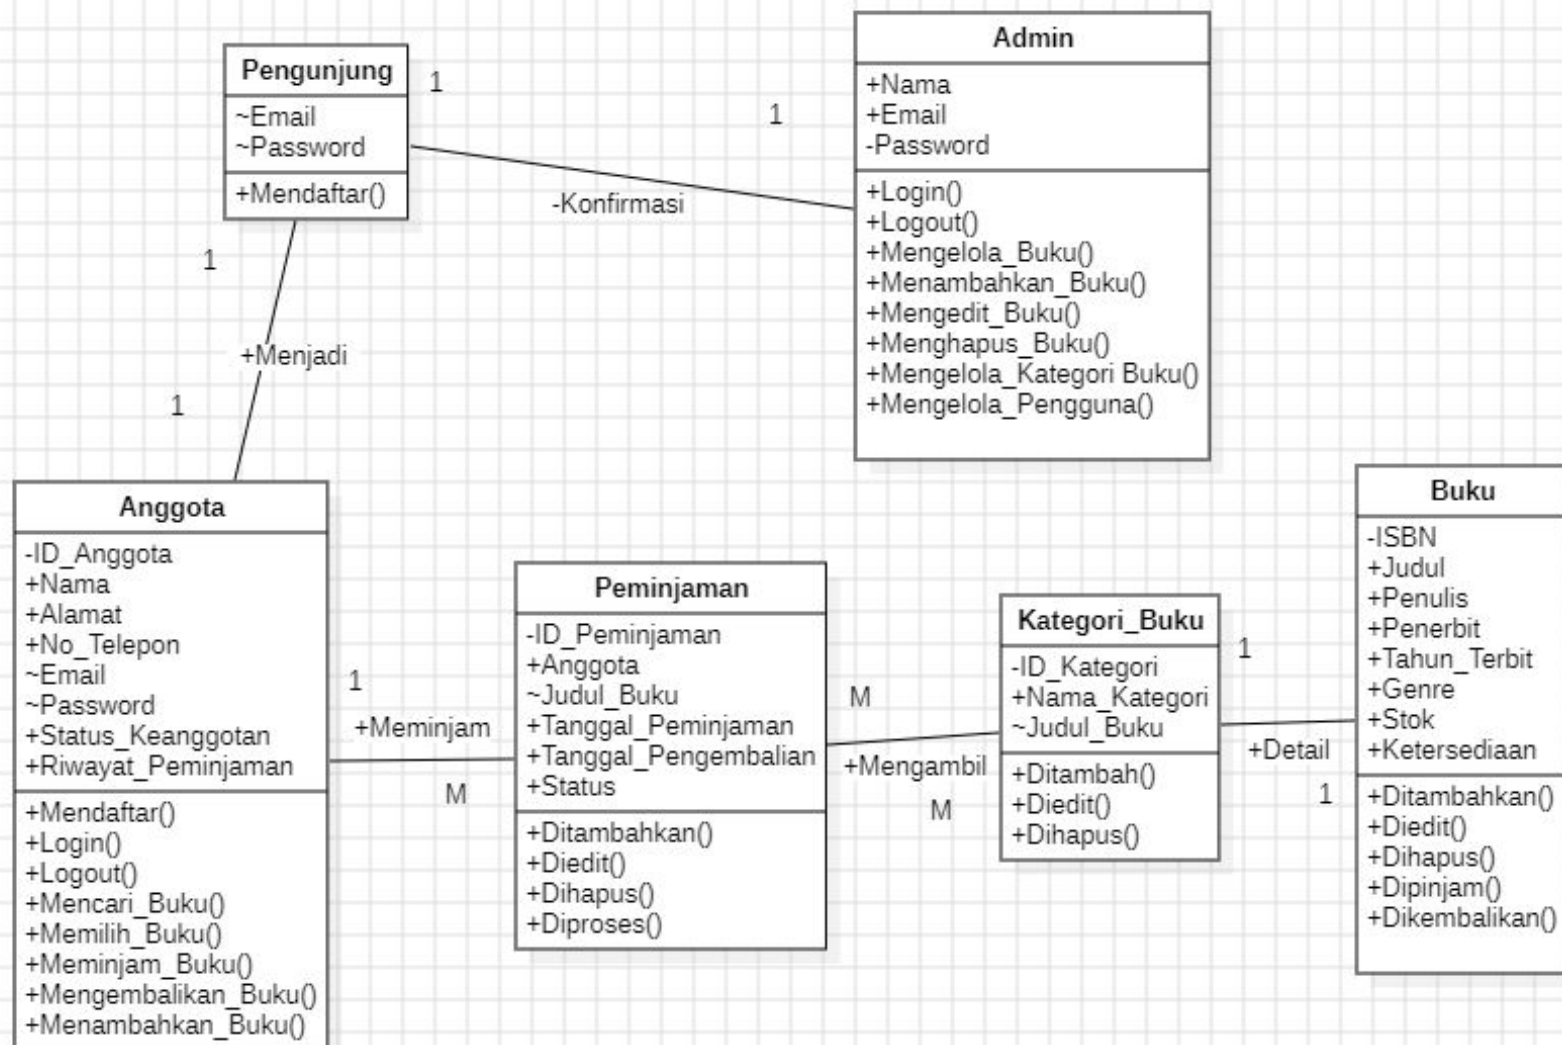 Pengunjung
~Email
~Password
+Mendaftar()
1
1
-Konfirmasi
Admin
+Nama
+Email
-Password
+Login()
+Logout()
+Mengelola_Buku()
+Menambahkan_Buku()
+Mengedit_Buku()
+Menghapus_Buku()
+Mengelola_Kategori Buku()
+Mengelola_Pengguna()
1
+Menjadi
1
Anggota
-ID_Anggota
+Nama
+Alamat
+No_Telepon
~Email
~Password
+Status_Keanggotan
+Riwayat_Peminjaman
+Mendaftar()
+Login()
+Logout()
+Mencari_Buku()
+Memilih_Buku()
+Meminjam_Buku()
+Mengembalikan_Buku()
+Menambahkan_Buku()
1
+Meminjam
M
Peminjaman
-ID_Peminjaman
+Anggota
~Judul_Buku
+Tanggal_Peminjaman
+Tanggal_Pengembalian
+Status
+Ditambahkan()
+Diedit()
+Dihapus()
+Diproses()
M
+Mengambil
M
Kategori_Buku
-ID_Kategori
+Nama_Kategori
~Judul_Buku
+Ditambah()
+Diedit()
+Dihapus()
1
+Detail
1
Buku
-ISBN
+Judul
+Penulis
+Penerbit
+Tahun_Terbit
+Genre
+Stok
+Ketersediaan
+Ditambahkan()
+Diedit()
+Dihapus()
+Dipinjam()
+Dikembalikan()